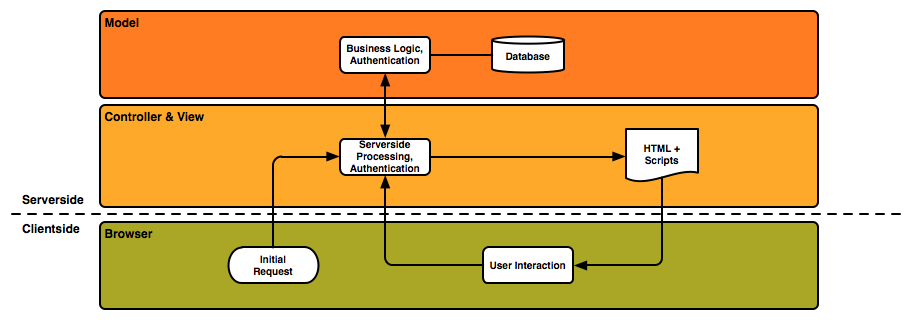 Model
Business Logic,
Authentication
Database
Controller & View
Serverside
Processing,
Authentication
HTML +
Scripts
Serverside
Clientside
Browser
Initial
Request
User Interaction